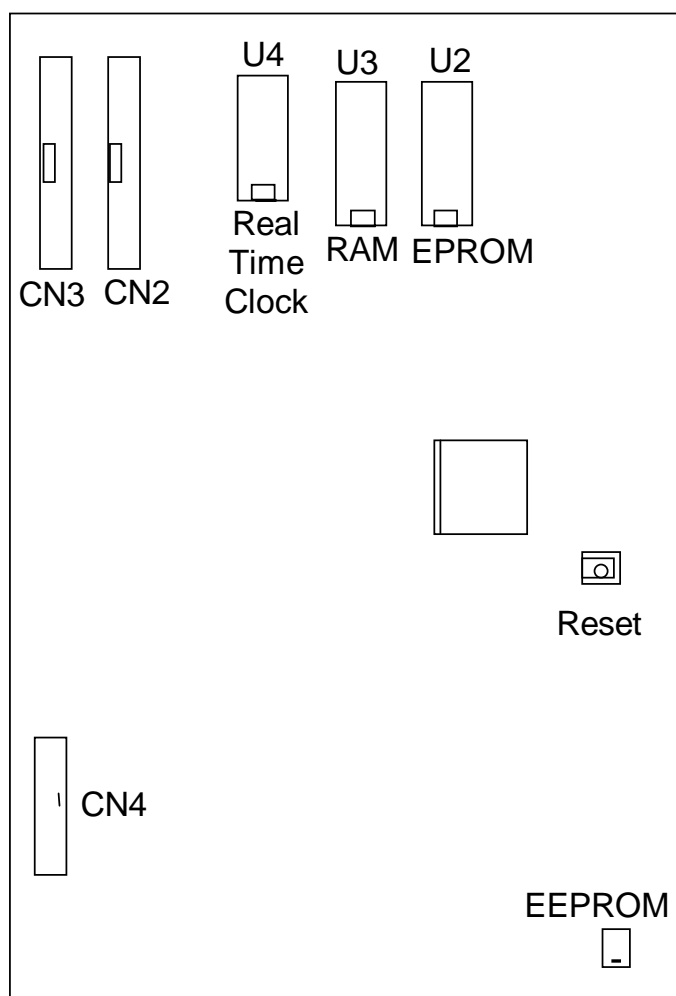 U4
U3
U2
Real
Time
Clock
RAM
EPROM
CN3
CN2
Reset
CN4
EEPROM